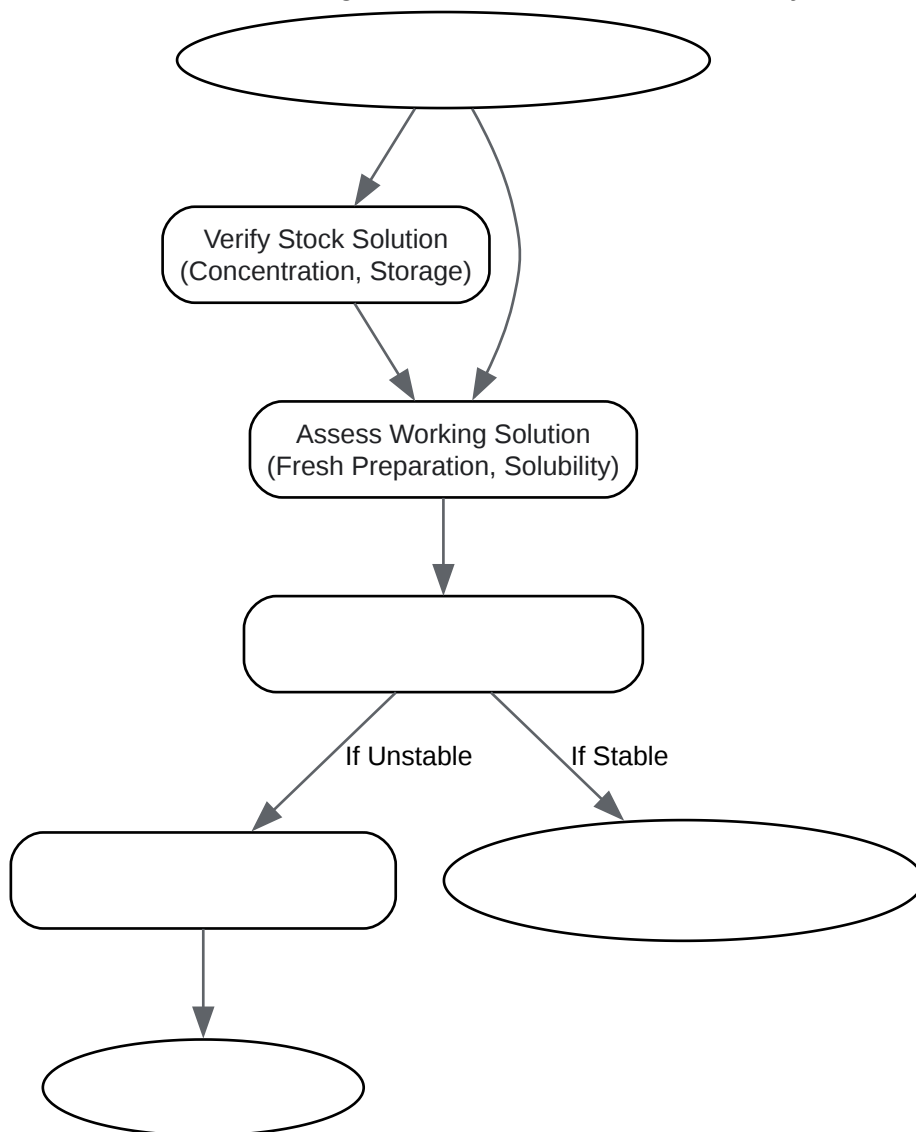 Verify Stock Solution
(Concentration, Storage)
Assess Working Solution
(Fresh Preparation, Solubility)
If Unstable
If Stable